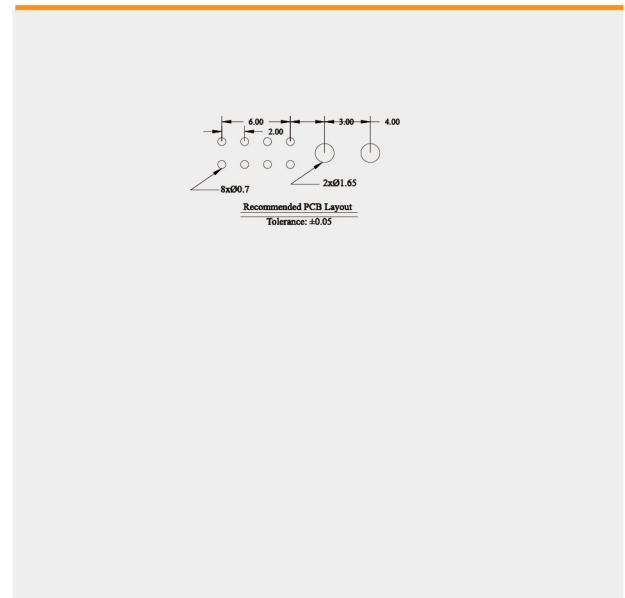 6.00 3.00 4.00
2.00
8xØ0.7 2xØ1.65
Recommended PCB Layout
Tolerance: ±0.05